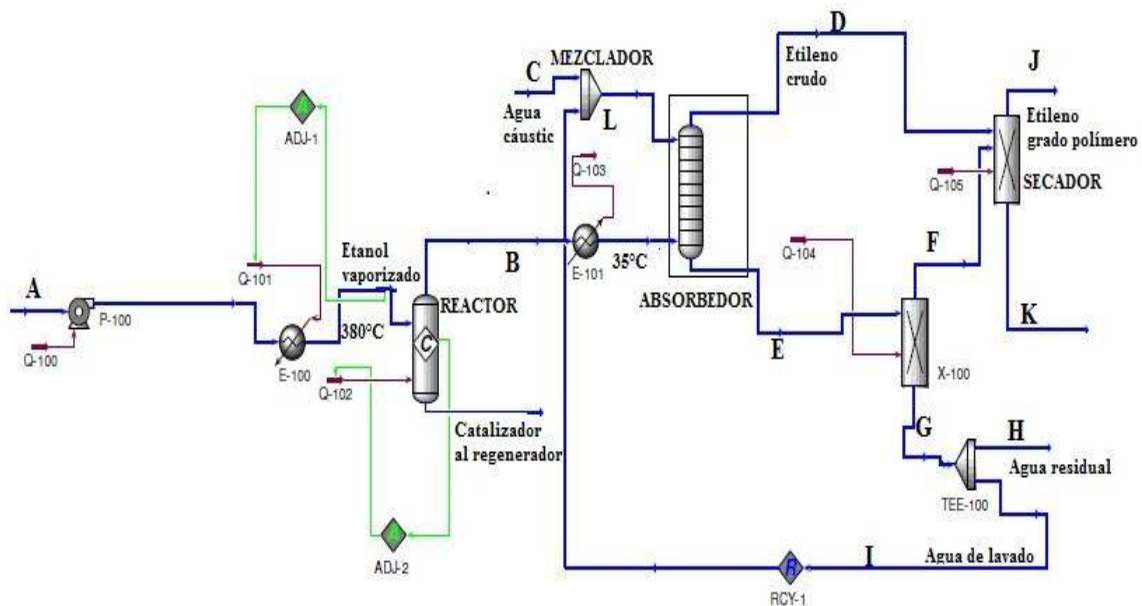 D
J
MEZCLADOR
C
Etileno
crudo
Agua
cáustic
L
Etileno
grado polímero
ADJ-1
Q-103
Q-105
SECADOR
Q-101
Etanol
vaporizado
B
E-101
35°C
Q-104
F
A
REACTOR
ABSORBEDOR
P-100
380°C
C
K
Q-100
E-100
E
X-100
Q-102
G
H
Catalizador
al regenerador
Agua residual
TEE-100
A
ADJ-2
R
I
Agua de lavado
RCY-1